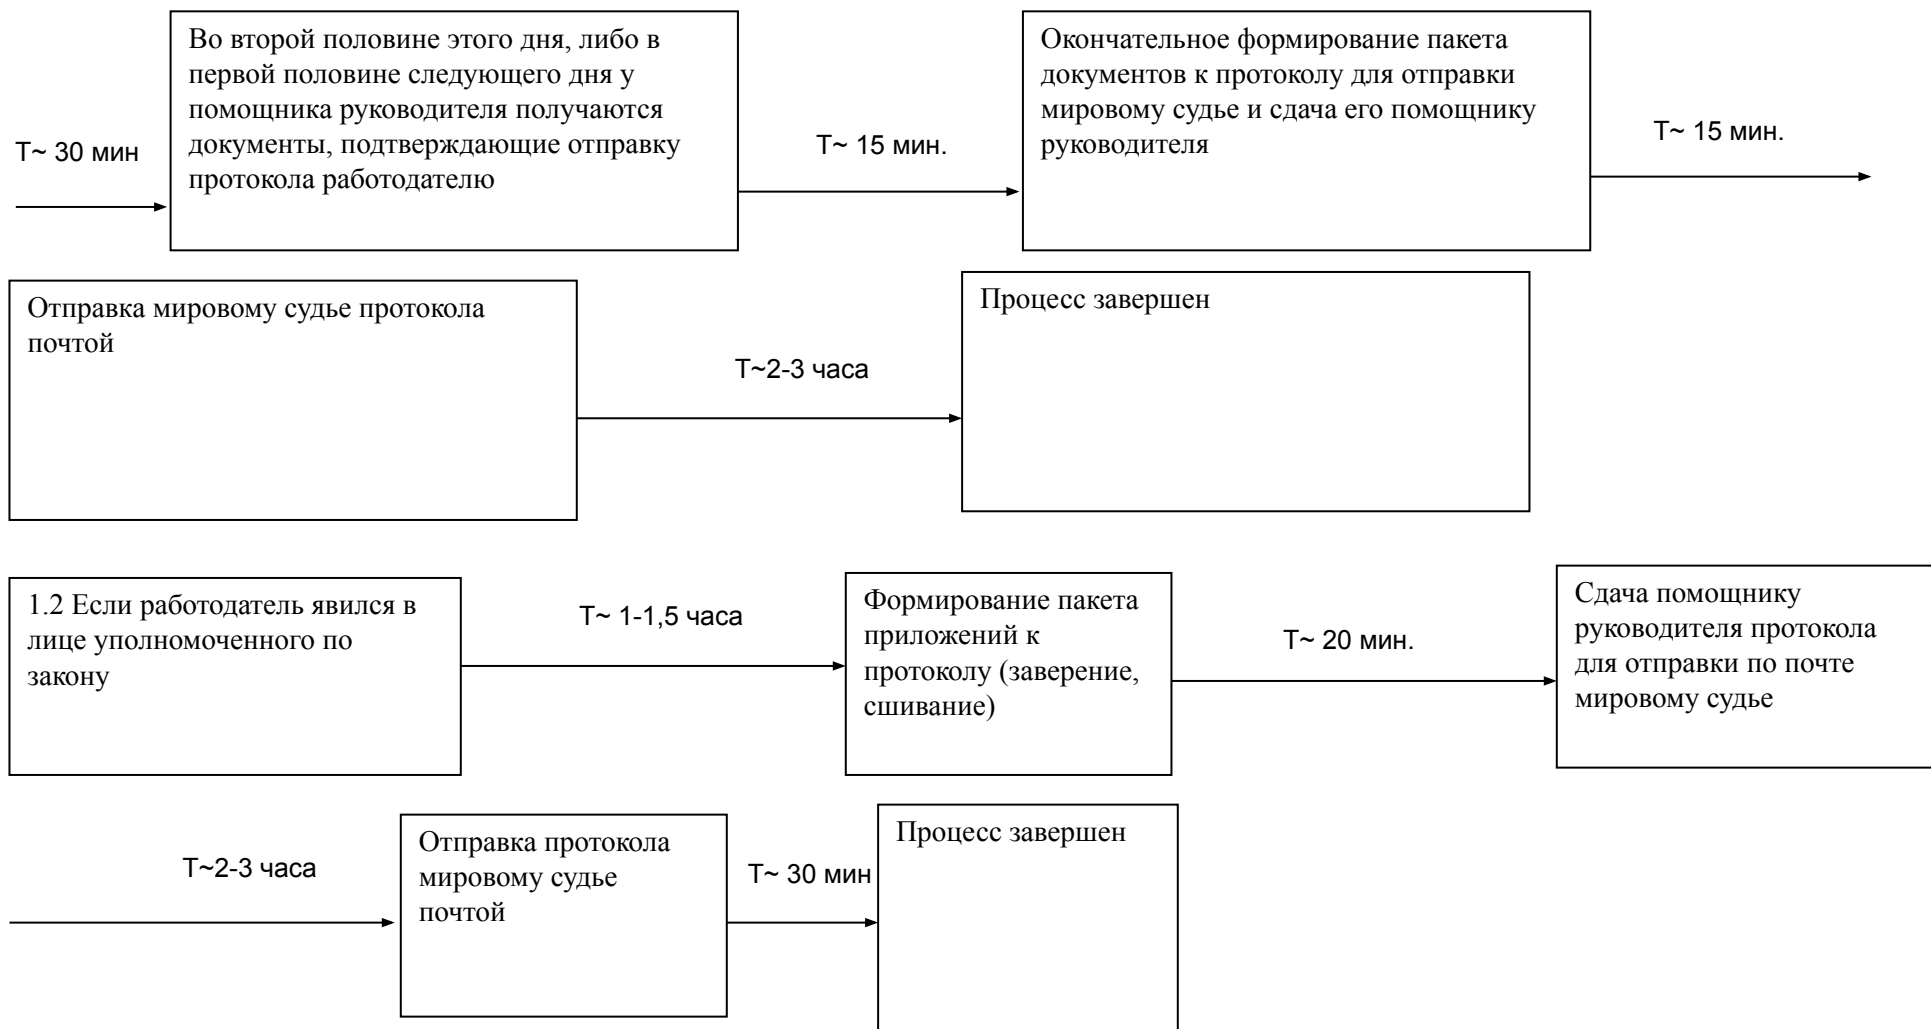 T~ 30 мин
Во второй половине этого дня, либо в
первой половине следующего дня у
помощника руководителя получаются
документы, подтверждающие отправку
протокола работодателю
T~ 15 мин.
Окончательное формирование пакета
документов к протоколу для отправки
мировому судье и сдача его помощнику
руководителя
T~ 15 мин.
Отправка мировому судье протокола
почтой
T~2-3 часа
Процесс завершен
1.2 Если работодатель явился в
лице уполномоченного по
закону
T~ 1-1,5 часа
Формирование пакета
приложений к
протоколу (заверение,
сшивание)
T~ 20 мин.
Сдача помощнику
руководителя протокола
для отправки по почте
мировому судье
T~2-3 часа
Отправка протокола
мировому судье
почтой
T~ 30 мин
Процесс завершен